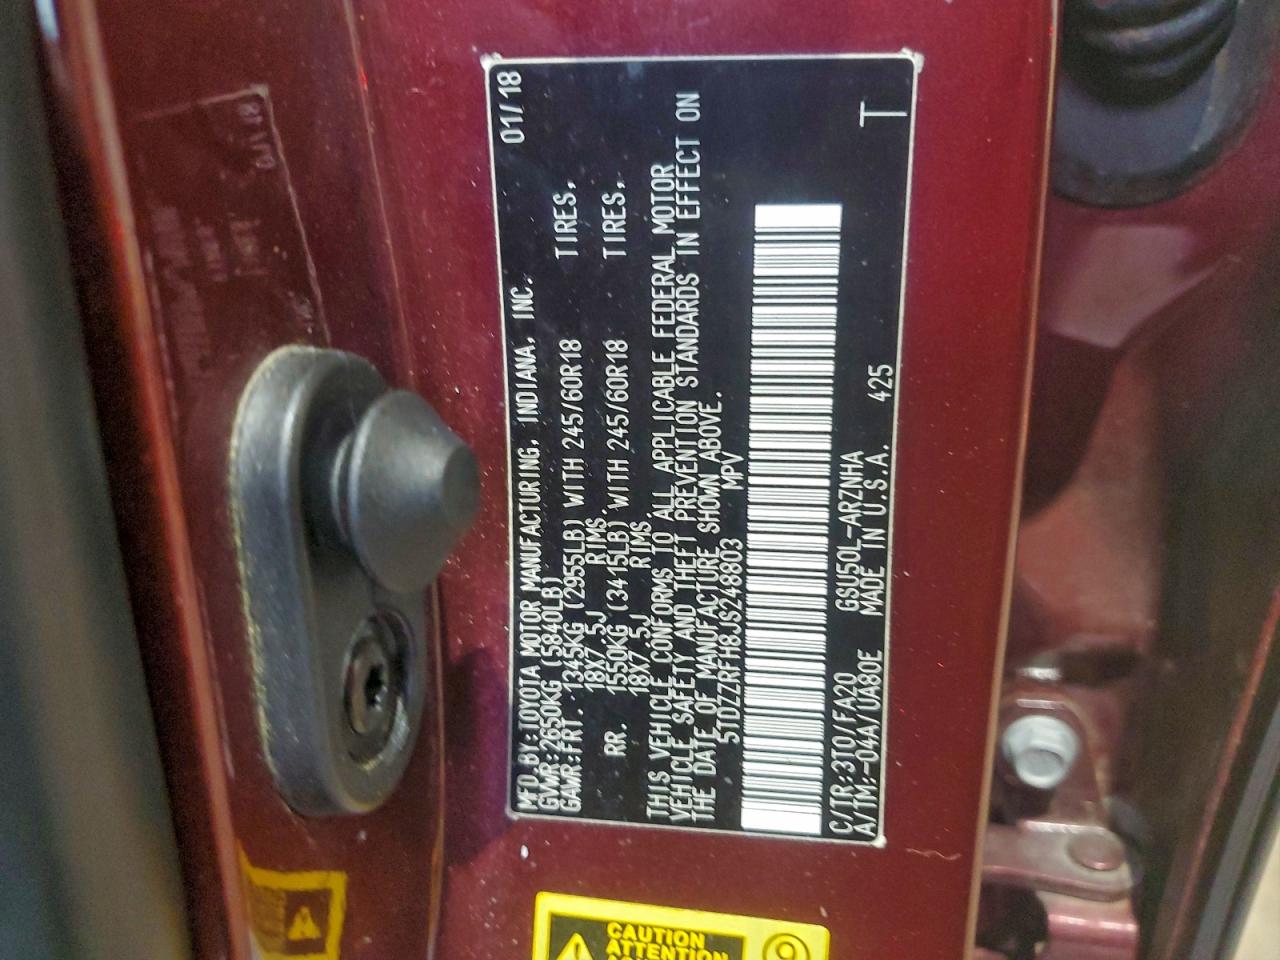 MFD.BY:TOYOTA MOTOR MANUFACTURING, INDIANA, INC. 01/18
GVWR:2650KG (5840LB)
GAWR:FRT. 1345KG (2955LB) WITH 245/60R18 TIRES,
18X7.5J RIMS
RR. 1550KG (3415LB) WITH 245/60R18 TIRES,
18X7.5J RIMS
THIS VEHICLE CONFORMS TO ALL APPLICABLE FEDERAL MOTOR
VEHICLE SAFETY AND THEFT PREVENTION STANDARDS IN EFFECT ON
THE DATE OF MANUFACTURE SHOWN ABOVE.
5TDZZRFH8JS248803 MPV
C/TR:3T0/FA20 GSU50L-ARZNHA
A/TM:-04A/UA80E MADE IN U.S.A. 425
T
CAUTION
ATTENTION